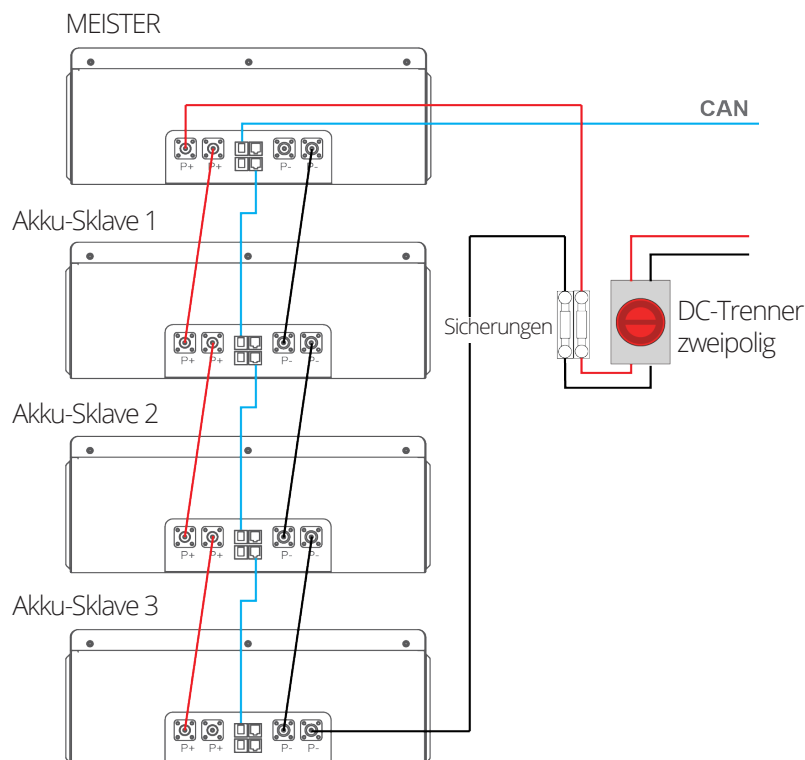 MEISTER
CAN
P+ P+ P- P-
Akku-Sklave 1
P+ P+ P- P-
Sicherungen
DC-Trenner
zweipolig
Akku-Sklave 2
P+ P+ P- P-
Akku-Sklave 3
P+ P+ P- P-